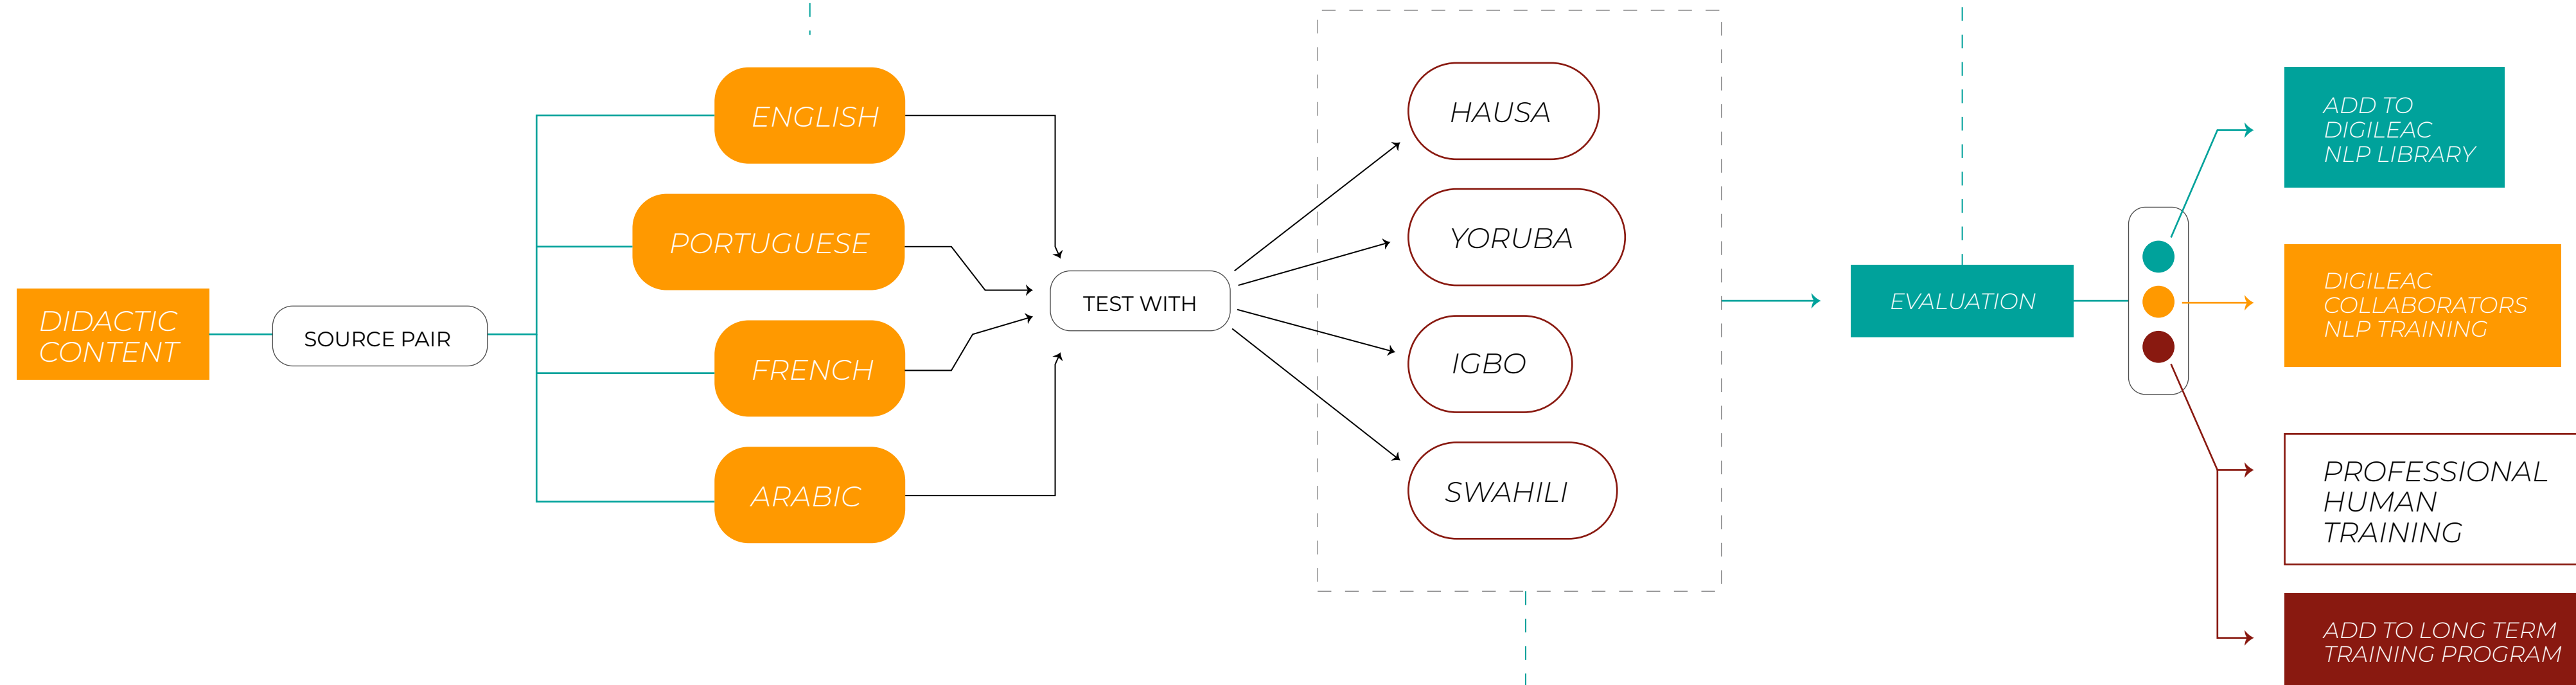 DIDACTIC
CONTENT
SOURCE PAIR
ENGLISH
PORTUGUESE
FRENCH
ARABIC
TEST WITH
HAUSA
YORUBA
IGBO
SWAHILI
EVALUATION
ADD TO
DIGILEAC
NLP LIBRARY
DIGILEAC
COLLABORATORS
NLP TRAINING
PROFESSIONAL
HUMAN
TRAINING
ADD TO LONG TERM
TRAINING PROGRAM